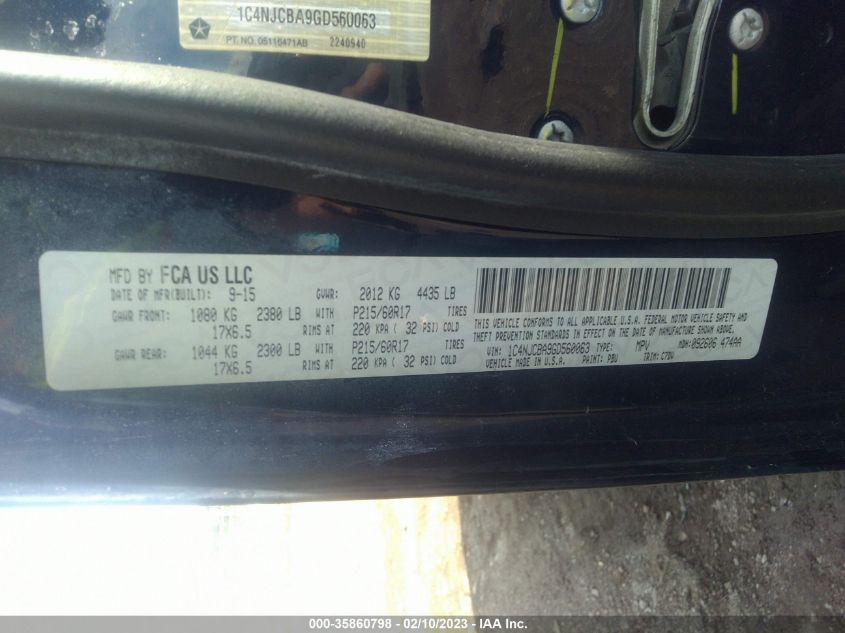 1C4NJCBA9GD560063
PT. NO. 05115471AB 2240940
MFD BY FCA US LLC
DATE OF MFR(BUILT): 9-15 GVWR: 2012 KG 4435 LB
GAWR FRONT: 1080 KG 2380 LB WITH P215/60R17 TIRES
17X6.5 RIMS AT 220 KPA ( 32 PSI) COLD
GAWR REAR: 1044 KG 2300 LB WITH P215/60R17 TIRES
17X6.5 RIMS AT 220 KPA ( 32 PSI) COLD
THIS VEHICLE CONFORMS TO ALL APPLICABLE U.S.A. FEDERAL MOTOR VEHICLE SAFETY AND
THEFT PREVENTION STANDARDS IN EFFECT ON THE DATE OF MANUFACTURE SHOWN ABOVE.
VIN: 1C4NJCBA9GD560063 TYPE: MPV MDH: 092606 474AA
VEHICLE MADE IN U.S.A. PAINT: PBU TRIM: C7DV
000-35860798 - 02/10/2023 - IAA Inc.